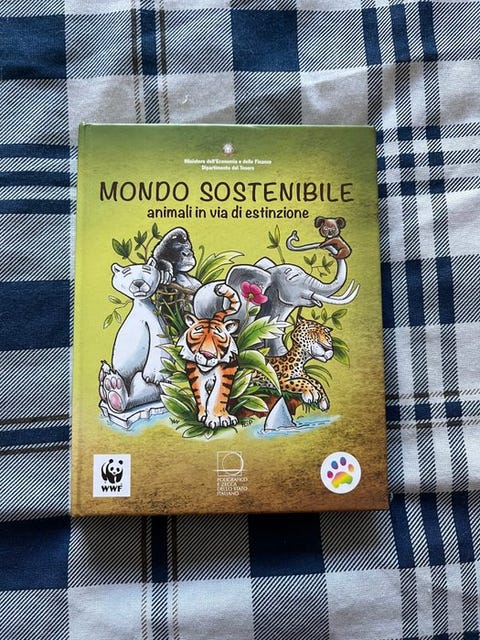 Ministero dell'Economia e delle Finanze
Dipartimento del Tesoro
MONDO SOSTENIBILE
animali in via di estinzione
WWF
POLIGRAFICO
E ZECCA
DELLO STATO
ITALIANO